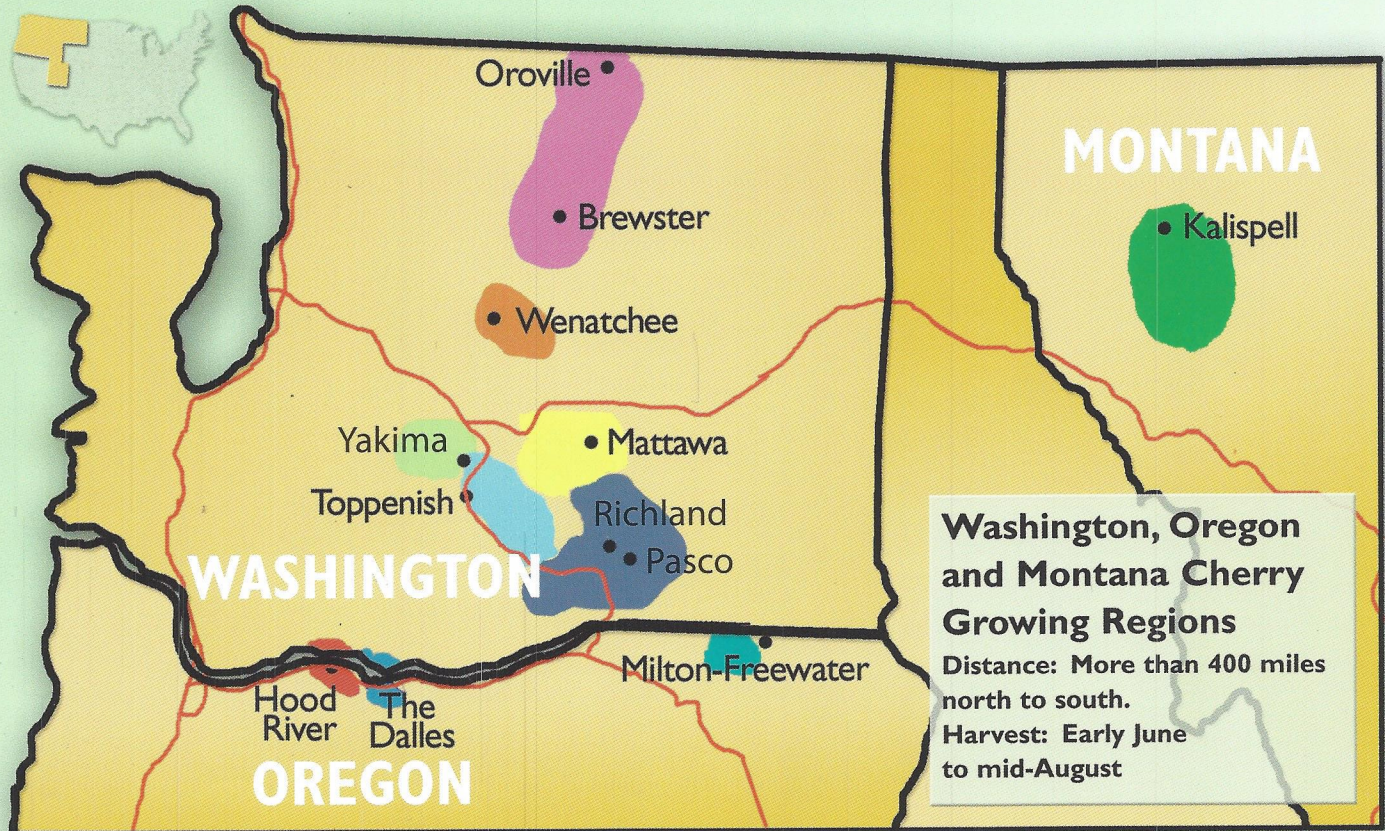 Oroville
MONTANA
Brewster
Kalispell
Wenatchee
Yakima
Mattawa
Toppenish
Richland
Pasco
WASHINGTON
Milton-Freewater
Hood
River
The
Dalles
OREGON
Washington, Oregon
and Montana Cherry
Growing Regions
Distance: More than 400 miles
north to south.
Harvest: Early June
to mid-August